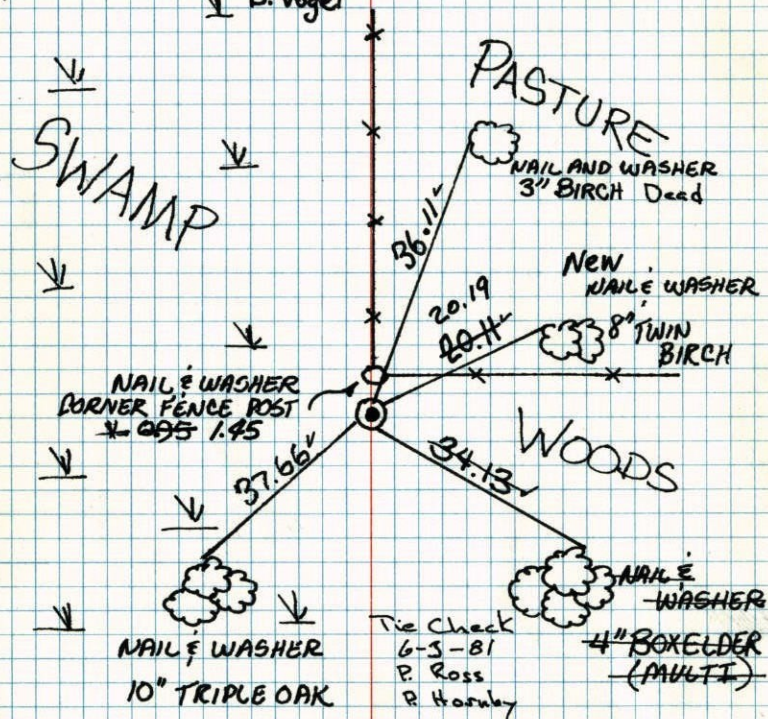 D. Vogel
PASTURE
SWAMP
NAIL AND WASHER
3" BIRCH Dead
36.11
New
NAIL & WASHER
8" TWIN
BIRCH
20.19
20.11
NAIL & WASHER
CORNER FENCE POST
1.45
WOODS
37.66
34.13
NAIL &
WASHER
4" BOXELDER
(MULTI)
NAIL & WASHER
10" TRIPLE OAK
Tie Check
6-3-81
P. Ross
P. Hornby